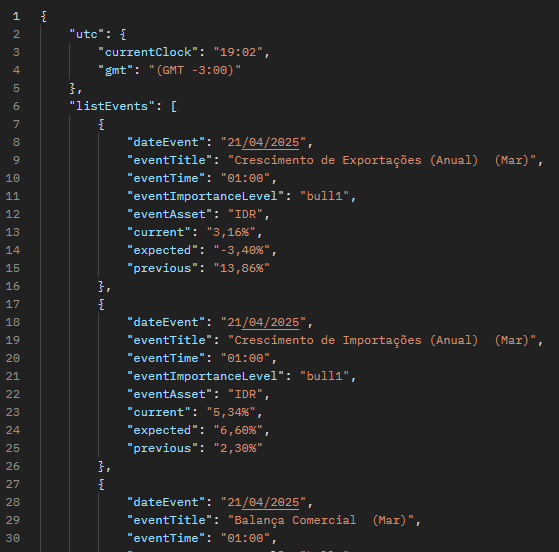 1 {
2 "utc": {
3 "currentClock": "19:02",
4 "gmt": "(GMT -3:00)"
5 },
6 "listEvents": [
7 {
8 "dateEvent": "21/04/2025",
9 "eventTitle": "Crescimento de Exportações (Anual)  (Mar)",
10 "eventTime": "01:00",
11 "eventImportanceLevel": "bull1",
12 "eventAsset": "IDR",
13 "current": "3,16%",
14 "expected": "-3,40%",
15 "previous": "13,86%"
16 },
17 {
18 "dateEvent": "21/04/2025",
19 "eventTitle": "Crescimento de Importações (Anual)  (Mar)",
20 "eventTime": "01:00",
21 "eventImportanceLevel": "bull1",
22 "eventAsset": "IDR",
23 "current": "5,34%",
24 "expected": "6,60%",
25 "previous": "2,30%"
26 },
27 {
28 "dateEvent": "21/04/2025",
29 "eventTitle": "Balança Comercial  (Mar)",
30 "eventTime": "01:00",